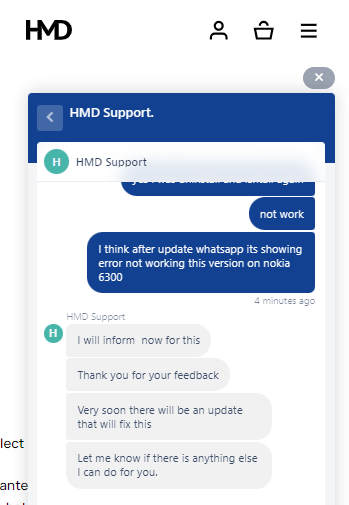 HMD
HMD Support.
H HMD Support
not work
I think after update whatsapp its showing
error not working this version on nokia
6300
4 minutes ago
HMD Support
H
I will inform now for this
Thank you for your feedback
Very soon there will be an update
that will fix this
Let me know if there is anything else
I can do for you.
lect
ante